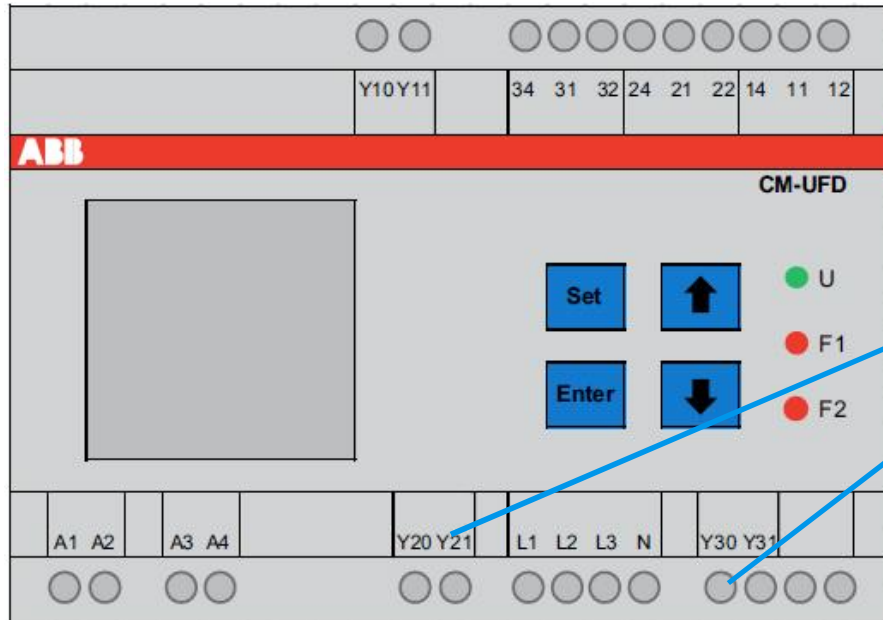 Y10 Y11 34 31 32 24 21 22 14 11 12
ABB
CM-UFD
Set
U
F1
Enter
F2
A1 A2 A3 A4 Y20 Y21 L1 L2 L3 N Y30 Y31